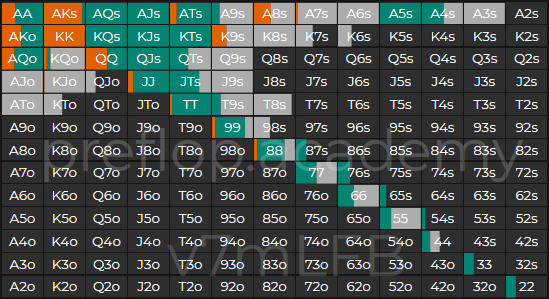 AA AKs AQs AJs ATs A9s A8s A7s A6s A5s A4s A3s A2s
AKo KK KQs KJs KTs K9s K8s K7s K6s K5s K4s K3s K2s
AQo KQo QQ QJs QTs Q9s Q8s Q7s Q6s Q5s Q4s Q3s Q2s
AJo KJo QJo JJ JTs J9s J8s J7s J6s J5s J4s J3s J2s
ATo KTo QTo JTo TT T9s T8s T7s T6s T5s T4s T3s T2s
A9o K9o Q9o J9o T9o 99 98s 97s 96s 95s 94s 93s 92s
A8o K8o Q8o J8o T8o 98o 88 87s 86s 85s 84s 83s 82s
preflop.academy
A7o K7o Q7o J7o T7o 97o 87o 77 76s 75s 74s 73s 72s
A6o K6o Q6o J6o T6o 96o 86o 76o 66 65s 64s 63s 62s
A5o K5o Q5o J5o T5o 95o 85o 75o 65o 55 54s 53s 52s
A4o K4o Q4o J4o T4o 94o 84o 74o 64o 54o 44 43s 42s
v7mLFB
A3o K3o Q3o J3o T3o 93o 83o 73o 63o 53o 43o 33 32s
A2o K2o Q2o J2o T2o 92o 82o 72o 62o 52o 42o 32o 22